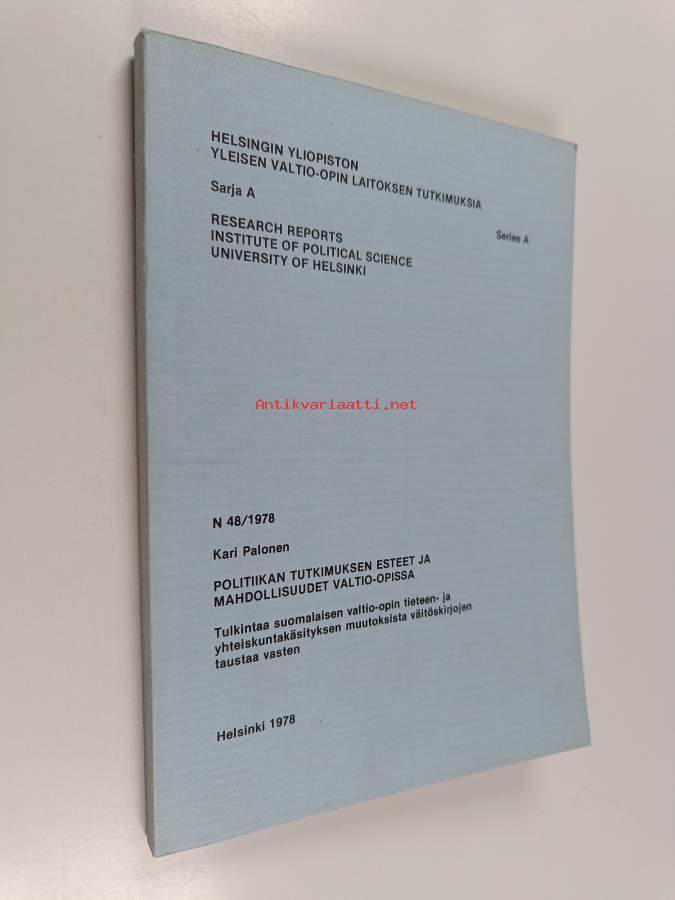 HELSINGIN YLIOPISTON
YLEISEN VALTIO-OPIN LAITOKSEN TUTKIMUKSIA
Sarja A
Series A
RESEARCH REPORTS
INSTITUTE OF POLITICAL SCIENCE
UNIVERSITY OF HELSINKI
Antikvariaatti.net
N 48/1978
Kari Palonen
POLITIIKAN TUTKIMUKSEN ESTEET JA
MAHDOLLISUUDET VALTIO-OPISSA
Tulkintaa suomalaisen valtio-opin tieteen- ja
yhteiskuntakäsityksen muutoksista väitöskirjojen
taustaa vasten
Helsinki 1978